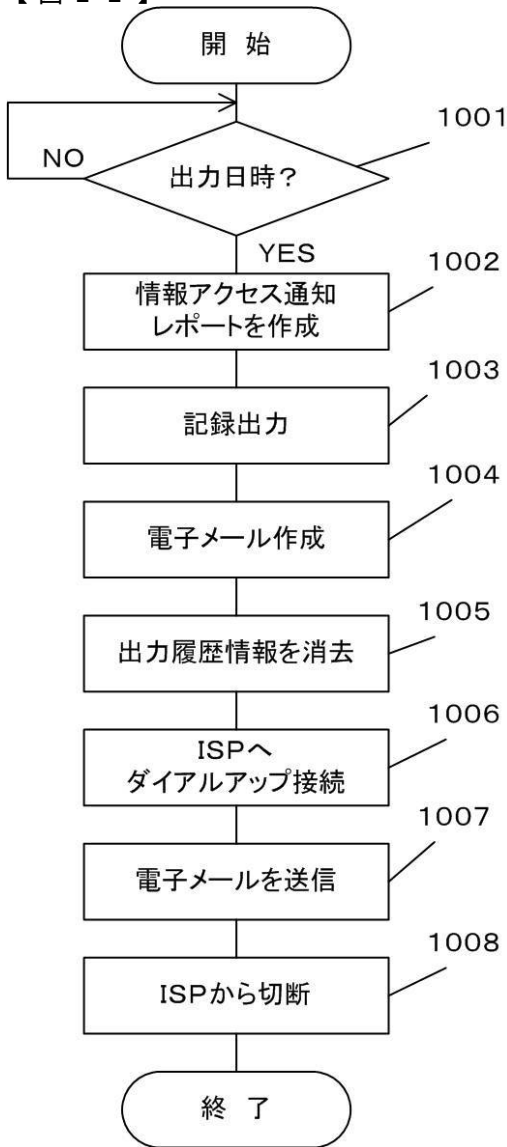 開 始
1001
NO
出力日時？
YES
1002
情報アクセス通知
レポートを作成
1003
記録出力
1004
電子メール作成
1005
出力履歴情報を消去
1006
ISPへ
ダイアルアップ接続
1007
電子メールを送信
1008
ISPから切断
終 了